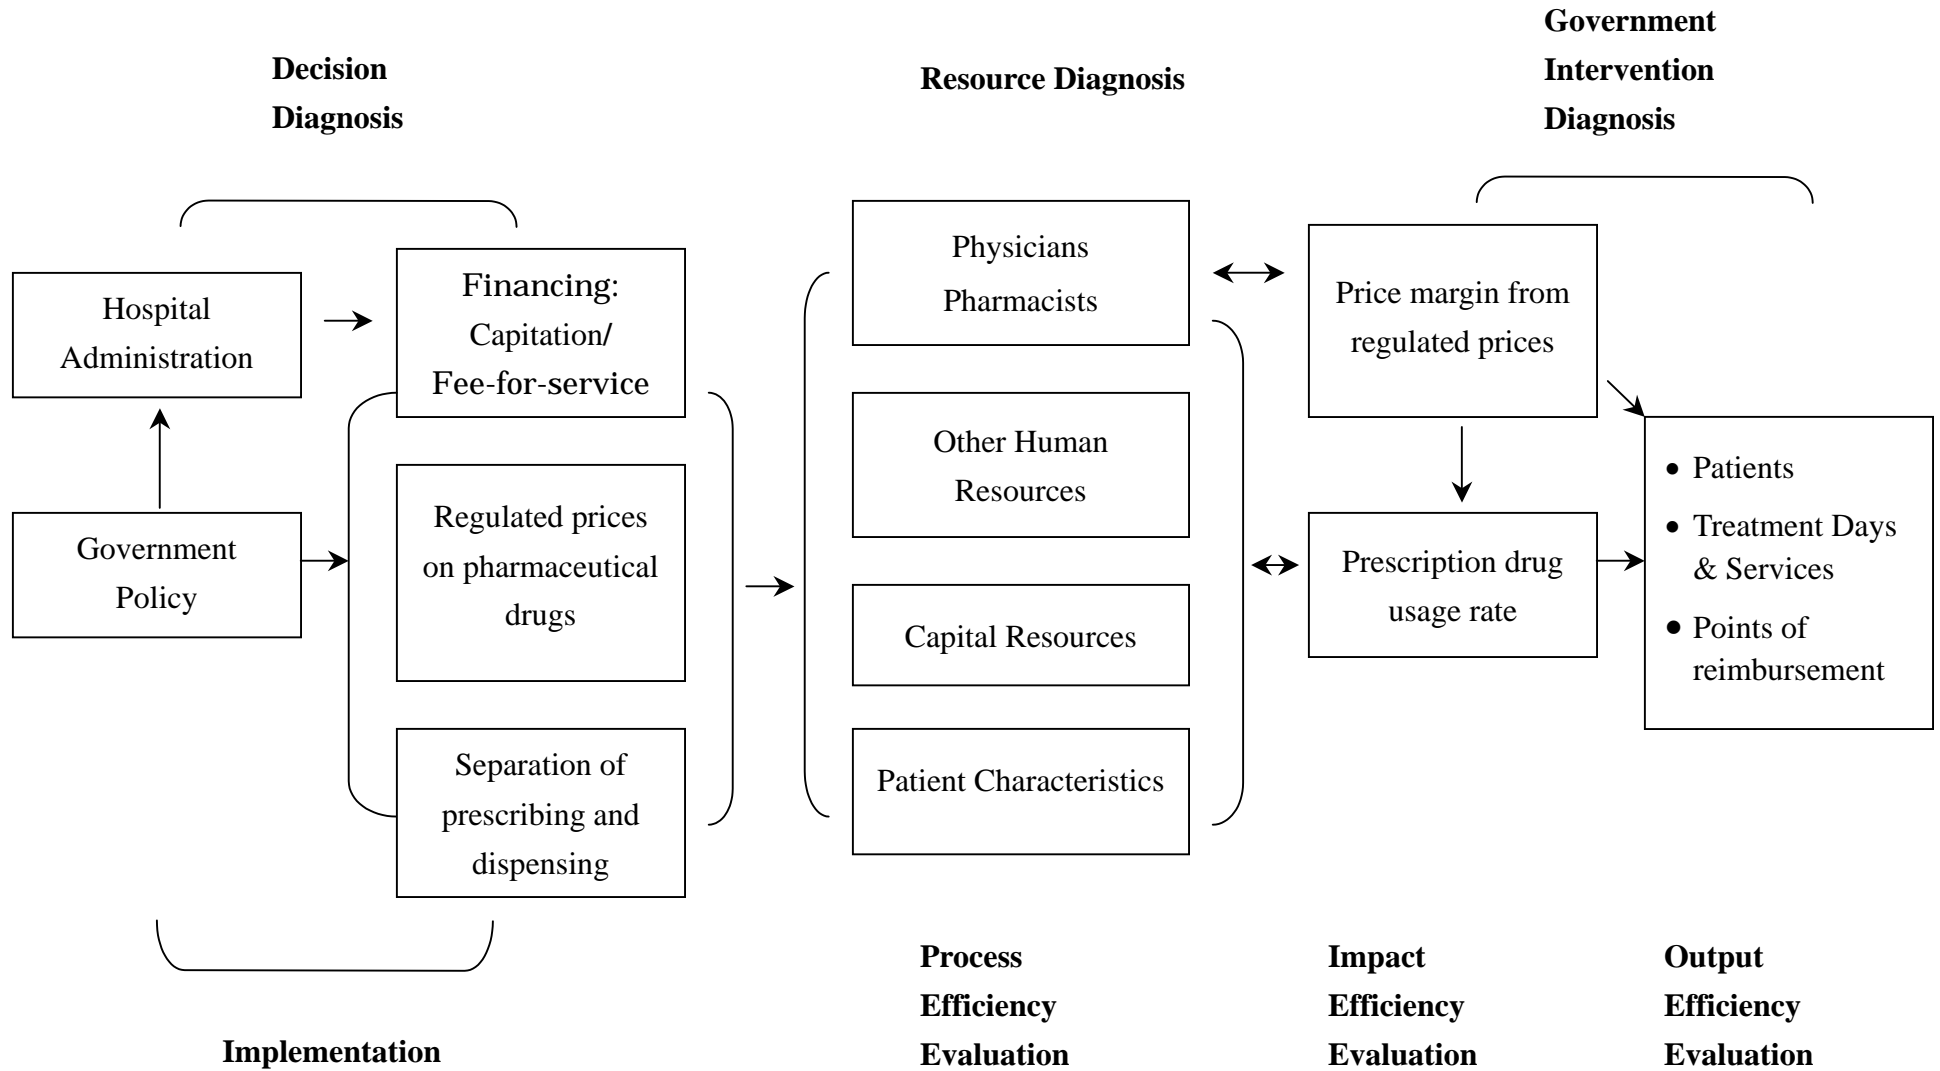 Decision
Diagnosis
Resource Diagnosis
Government
Intervention
Diagnosis
Hospital
Administration
Government
Policy
Financing:
Capitation/
Fee-for-service
Regulated prices
on pharmaceutical
drugs
Separation of
prescribing and
dispensing
Physicians
Pharmacists
Other Human
Resources
Capital Resources
Patient Characteristics
Price margin from
regulated prices
Prescription drug
usage rate
• Patients
• Treatment Days
& Services
• Points of
reimbursement
Implementation
Process
Efficiency
Evaluation
Impact
Efficiency
Evaluation
Output
Efficiency
Evaluation